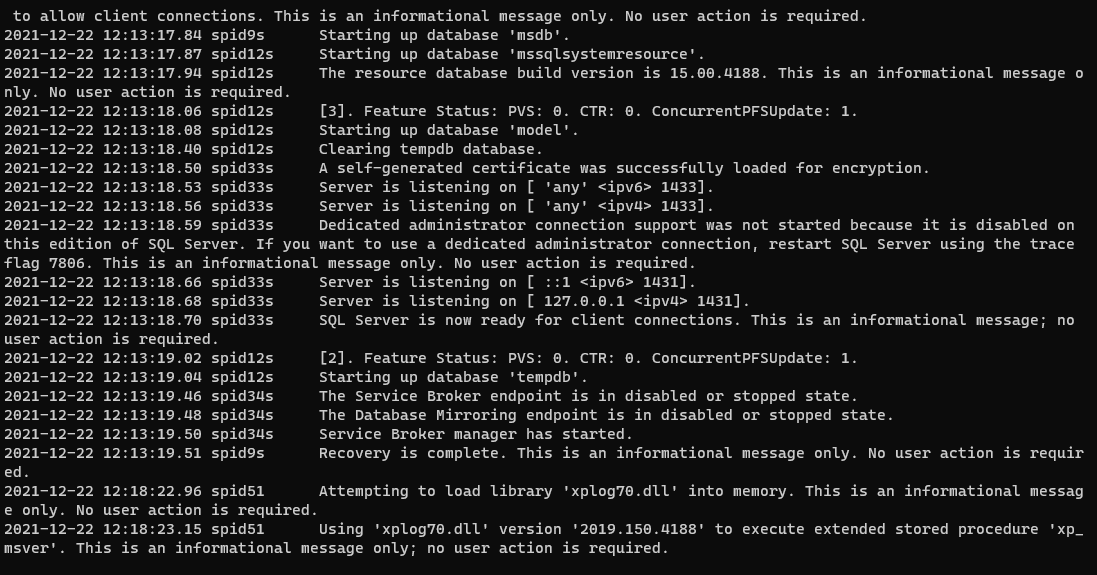 to allow client connections. This is an informational message only. No user action is required.
2021-12-22 12:13:17.84 spid9s      Starting up database 'msdb'.
2021-12-22 12:13:17.87 spid12s     Starting up database 'mssqlsystemresource'.
2021-12-22 12:13:17.94 spid12s     The resource database build version is 15.00.4188. This is an informational message o
nly. No user action is required.
2021-12-22 12:13:18.06 spid12s     [3]. Feature Status: PVS: 0. CTR: 0. ConcurrentPFSUpdate: 1.
2021-12-22 12:13:18.08 spid12s     Starting up database 'model'.
2021-12-22 12:13:18.40 spid12s     Clearing tempdb database.
2021-12-22 12:13:18.50 spid33s     A self-generated certificate was successfully loaded for encryption.
2021-12-22 12:13:18.53 spid33s     Server is listening on [ 'any' <ipv6> 1433].
2021-12-22 12:13:18.56 spid33s     Server is listening on [ 'any' <ipv4> 1433].
2021-12-22 12:13:18.59 spid33s     Dedicated administrator connection support was not started because it is disabled on
this edition of SQL Server. If you want to use a dedicated administrator connection, restart SQL Server using the trace
flag 7806. This is an informational message only. No user action is required.
2021-12-22 12:13:18.66 spid33s     Server is listening on [ ::1 <ipv6> 1431].
2021-12-22 12:13:18.68 spid33s     Server is listening on [ 127.0.0.1 <ipv4> 1431].
2021-12-22 12:13:18.70 spid33s     SQL Server is now ready for client connections. This is an informational message; no
user action is required.
2021-12-22 12:13:19.02 spid12s     [2]. Feature Status: PVS: 0. CTR: 0. ConcurrentPFSUpdate: 1.
2021-12-22 12:13:19.04 spid12s     Starting up database 'tempdb'.
2021-12-22 12:13:19.46 spid34s     The Service Broker endpoint is in disabled or stopped state.
2021-12-22 12:13:19.48 spid34s     The Database Mirroring endpoint is in disabled or stopped state.
2021-12-22 12:13:19.50 spid34s     Service Broker manager has started.
2021-12-22 12:13:19.51 spid9s      Recovery is complete. This is an informational message only. No user action is requir
ed.
2021-12-22 12:18:22.96 spid51      Attempting to load library 'xplog70.dll' into memory. This is an informational messag
e only. No user action is required.
2021-12-22 12:18:23.15 spid51      Using 'xplog70.dll' version '2019.150.4188' to execute extended stored procedure 'xp_
msver'. This is an informational message only; no user action is required.